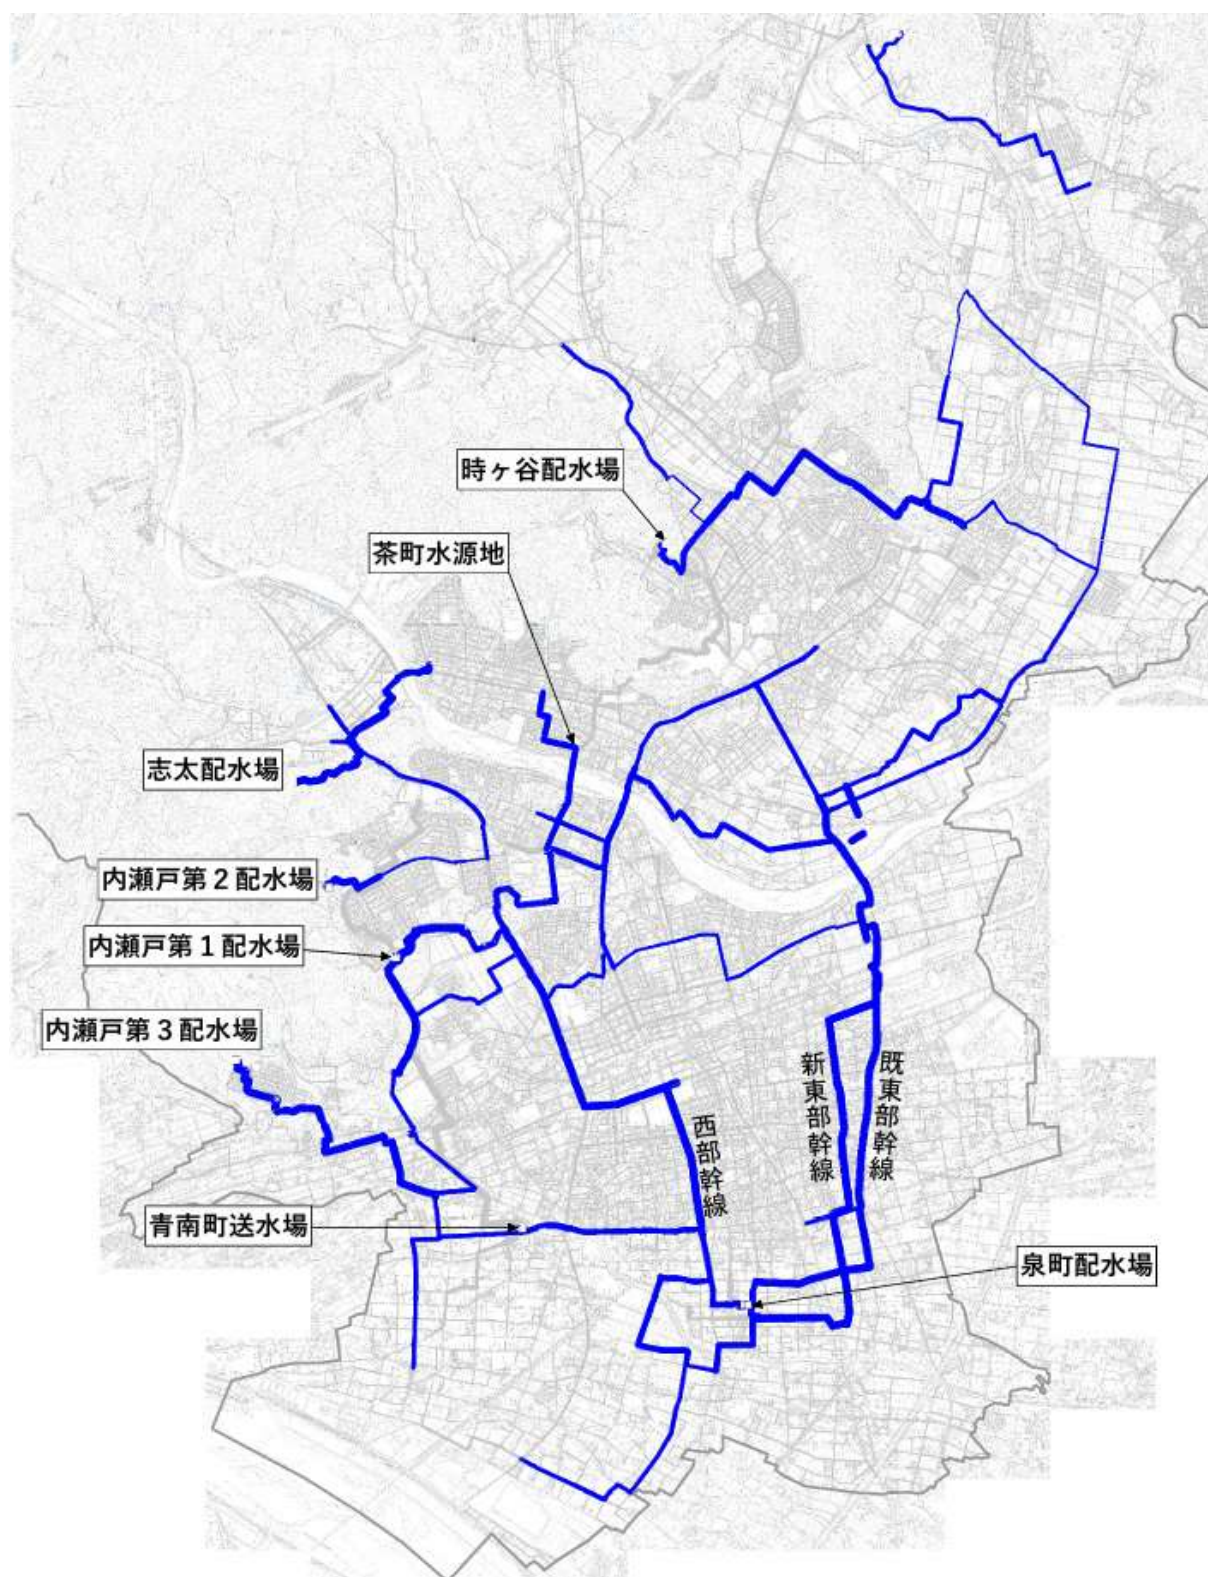 時ヶ谷配水場
茶町水源地
志太配水場
内瀬戸第２配水場
内瀬戸第１配水場
内瀬戸第３配水場
新東部幹線
既東部幹線
西部幹線
青南町送水場
泉町配水場